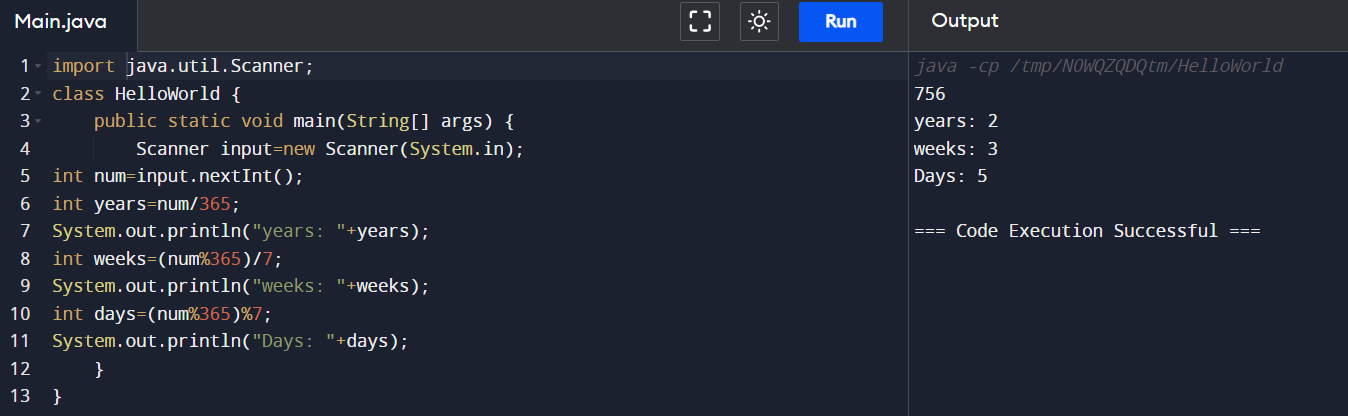 Main.java
Run
Output
1 import java.util.Scanner;
2 class HelloWorld {
3     public static void main(String[] args) {
4         Scanner input=new Scanner(System.in);
5 int num=input.nextInt();
6 int years=num/365;
7 System.out.println("years: "+years);
8 int weeks=(num%365)/7;
9 System.out.println("weeks: "+weeks);
10 int days=(num%365)%7;
11 System.out.println("Days: "+days);
12     }
13 }
java -cp /tmp/N0WQZQDQtm/HelloWorld
756
years: 2
weeks: 3
Days: 5
=== Code Execution Successful ===